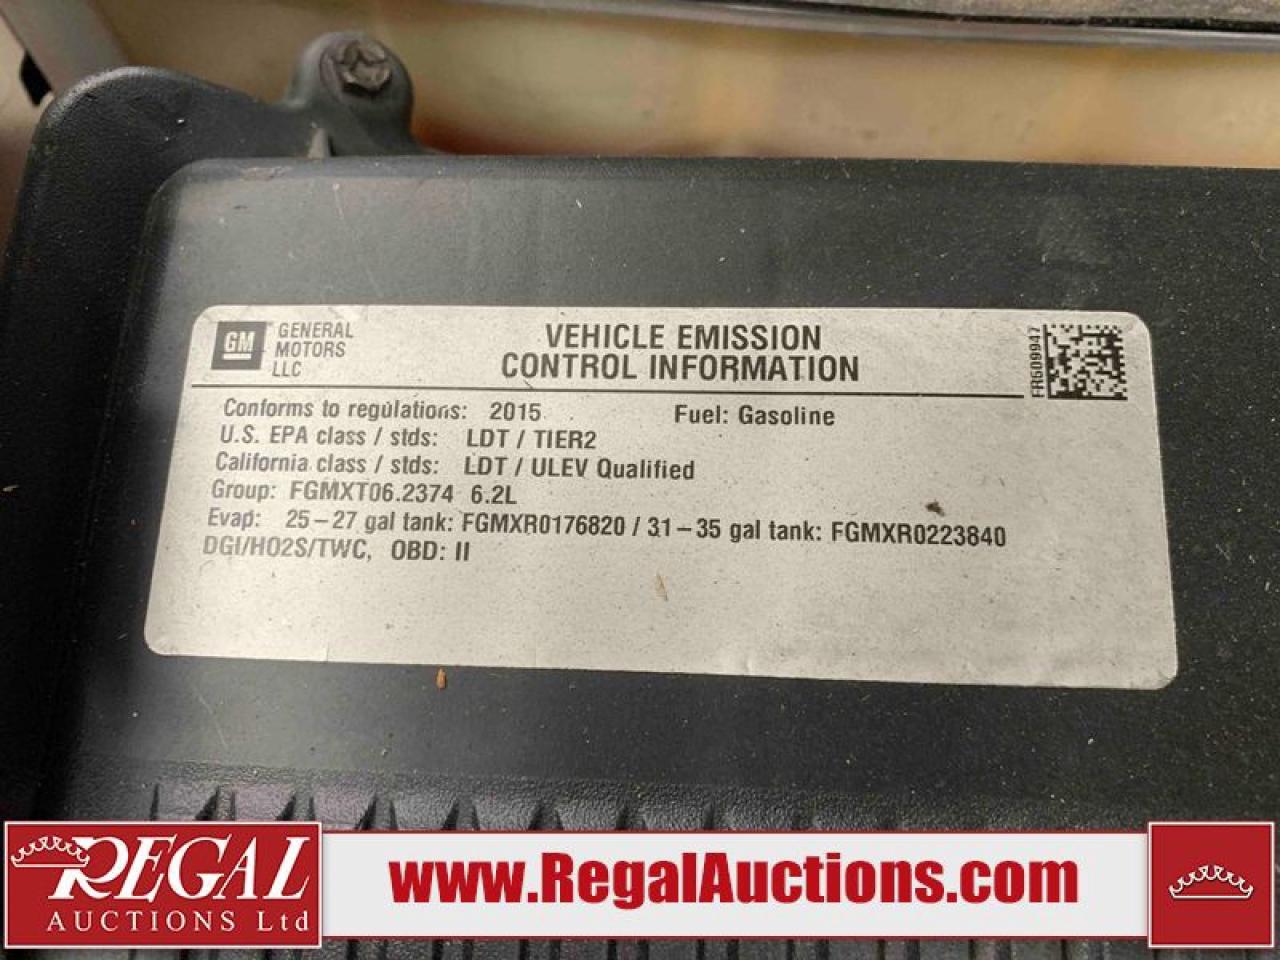 GM
GENERAL
MOTORS
LLC
VEHICLE EMISSION
CONTROL INFORMATION
FR609947
Conforms to regulations: 2015 Fuel: Gasoline
U.S. EPA class / stds: LDT / TIER2
California class / stds: LDT / ULEV Qualified
Group: FGMXT06.2374 6.2L
Evap: 25-27 gal tank: FGMXR0176820 / 31-35 gal tank: FGMXR0223840
DGI/HO2S/TWC, OBD: II
REGAL
AUCTIONS Ltd
www.RegalAuctions.com